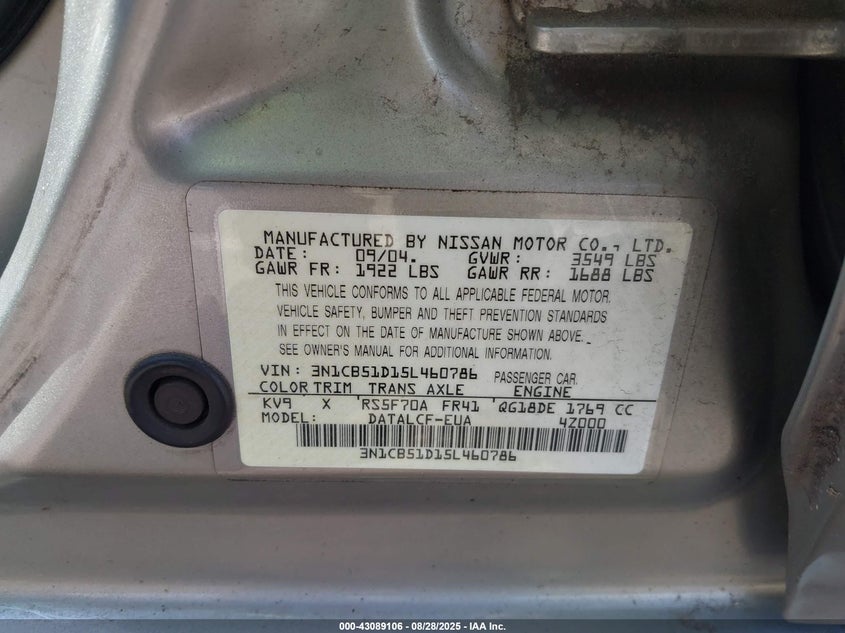 MANUFACTURED BY NISSAN MOTOR CO., LTD.
DATE: 09/04. GVWR: 3549 LBS
GAWR FR: 1922 LBS GAWR RR: 1688 LBS
THIS VEHICLE CONFORMS TO ALL APPLICABLE FEDERAL MOTOR
VEHICLE SAFETY, BUMPER AND THEFT PREVENTION STANDARDS
IN EFFECT ON THE DATE OF MANUFACTURE SHOWN ABOVE.
SEE OWNER'S MANUAL FOR ADDITIONAL INFORMATION.
VIN: 3N1CB51D15L460786 PASSENGER CAR
COLOR TRIM TRANS AXLE ENGINE
KV9 X RS5F70A FR41 QG18DE 1769 CC
MODEL: DATALCF-EUA 4Z000
3N1CB51D15L460786
000-43089106 - 08/28/2025 - IAA Inc.